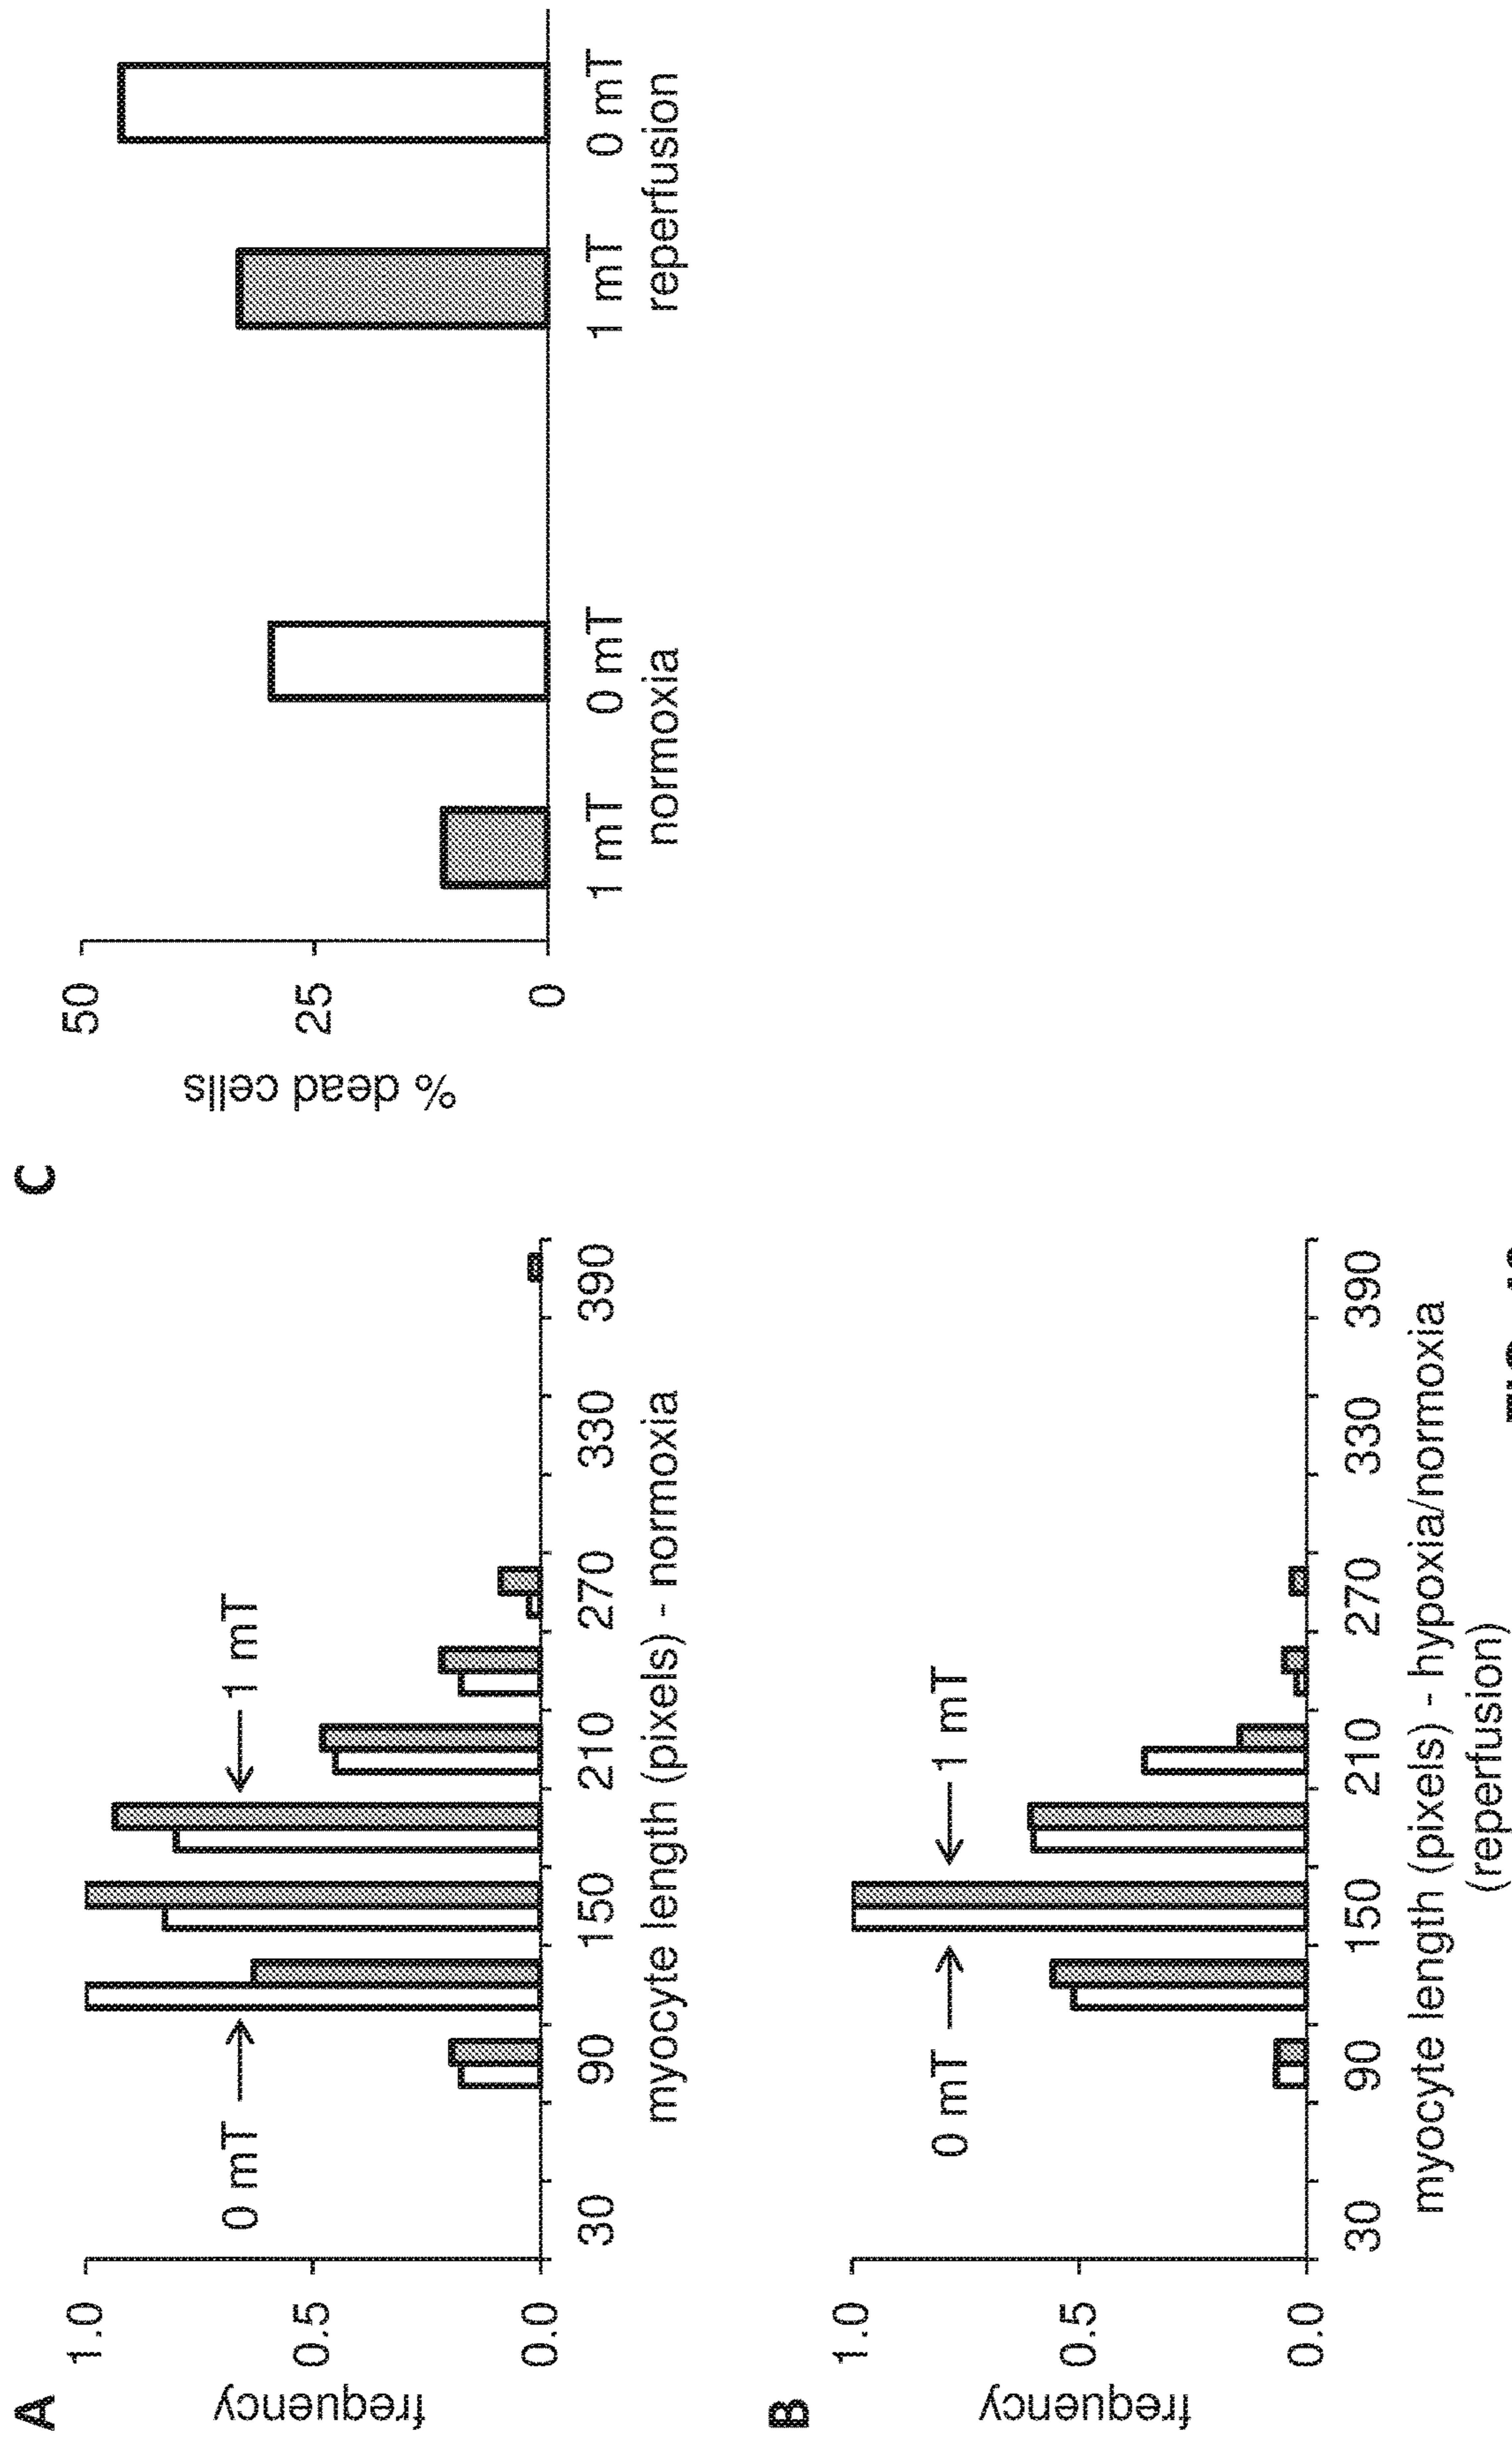 A
frequency
1.0
0.5
0.0
0 mT
1 mT
30 90 150 210 270 330 390
myocyte length (pixels) - normoxia
B
frequency
1.0
0.5
0.0
0 mT
1 mT
30 90 150 210 270 330 390
myocyte length (pixels) - hypoxia/normoxia
(reperfusion)
C
% dead cells
50
25
0
1 mT 0 mT 1 mT 0 mT
normoxia reperfusion